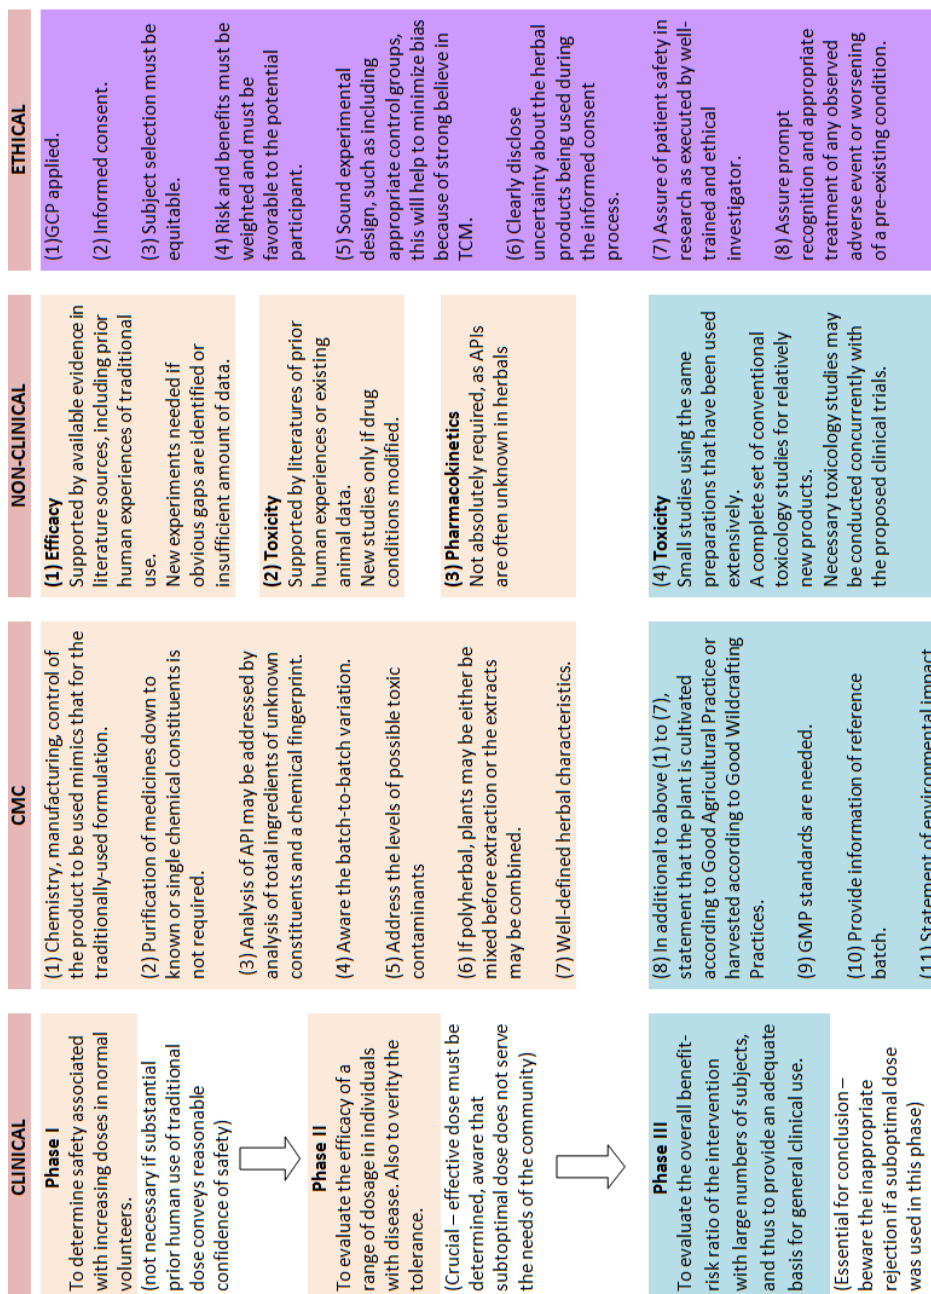 CLINICAL
Phase I
To determine safety associated
with increasing doses in normal
volunteers.
(not necessary if substantial
prior human use of traditional
dose conveys reasonable
confidence of safety)
Phase II
To evaluate the efficacy of a
range of dosage in individuals
with disease. Also to verity the
tolerance.
(Crucial – effective dose must be
determined, aware that
subtoptimal dose does not serve
the needs of the community)
Phase III
To evaluate the overall benefit-
risk ratio of the intervention
with large numbers of subjects,
and thus to provide an adequate
basis for general clinical use.
(Essential for conclusion –
beware the inappropriate
rejection if a suboptimal dose
was used in this phase)
CMC
(1) Chemistry, manufacturing, control of
the product to be used mimics that for the
traditionally-used formulation.
(2) Purification of medicines down to
known or single chemical constituents is
not required.
(3) Analysis of API may be addressed by
analysis of total ingredients of unknown
constituents and a chemical fingerprint.
(4) Aware the batch-to-batch variation.
(5) Address the levels of possible toxic
contaminants
(6) If polyherbal, plants may be either be
mixed before extraction or the extracts
may be combined.
(7) Well-defined herbal characteristics.
(8) In additional to above (1) to (7),
statement that the plant is cultivated
according to Good Agricultural Practice or
harvested according to Good Wildcrafting
Practices.
(9) GMP standards are needed.
(10) Provide information of reference
batch.
(11) Statement of environmental impact
NON-CLINICAL
(1) Efficacy
Supported by available evidence in
literature sources, including prior
human experiences of traditional
use.
New experiments needed if
obvious gaps are identified or
insufficient amount of data.
(2) Toxicity
Supported by literatures of prior
human experiences or existing
animal data.
New studies only if drug
conditions modified.
(3) Pharmacokinetics
Not absolutely required, as APIs
are often unknown in herbals
(4) Toxicity
Small studies using the same
preparations that have been used
extensively.
A complete set of conventional
toxicology studies for relatively
new products.
Necessary toxicology studies may
be conducted concurrently with
the proposed clinical trials.
ETHICAL
(1)GCP applied.
(2) Informed consent.
(3) Subject selection must be
equitable.
(4) Risk and benefits must be
weighted and must be
favorable to the potential
participant.
(5) Sound experimental
design, such as including
appropriate control groups,
this will help to minimize bias
because of strong believe in
TCM.
(6) Clearly disclose
uncertainty about the herbal
products being used during
the informed consent
process.
(7) Assure of patient safety in
research as executed by well-
trained and ethical
investigator.
(8) Assure prompt
recognition and appropriate
treatment of any observed
adverse event or worsening
of a pre-existing condition.